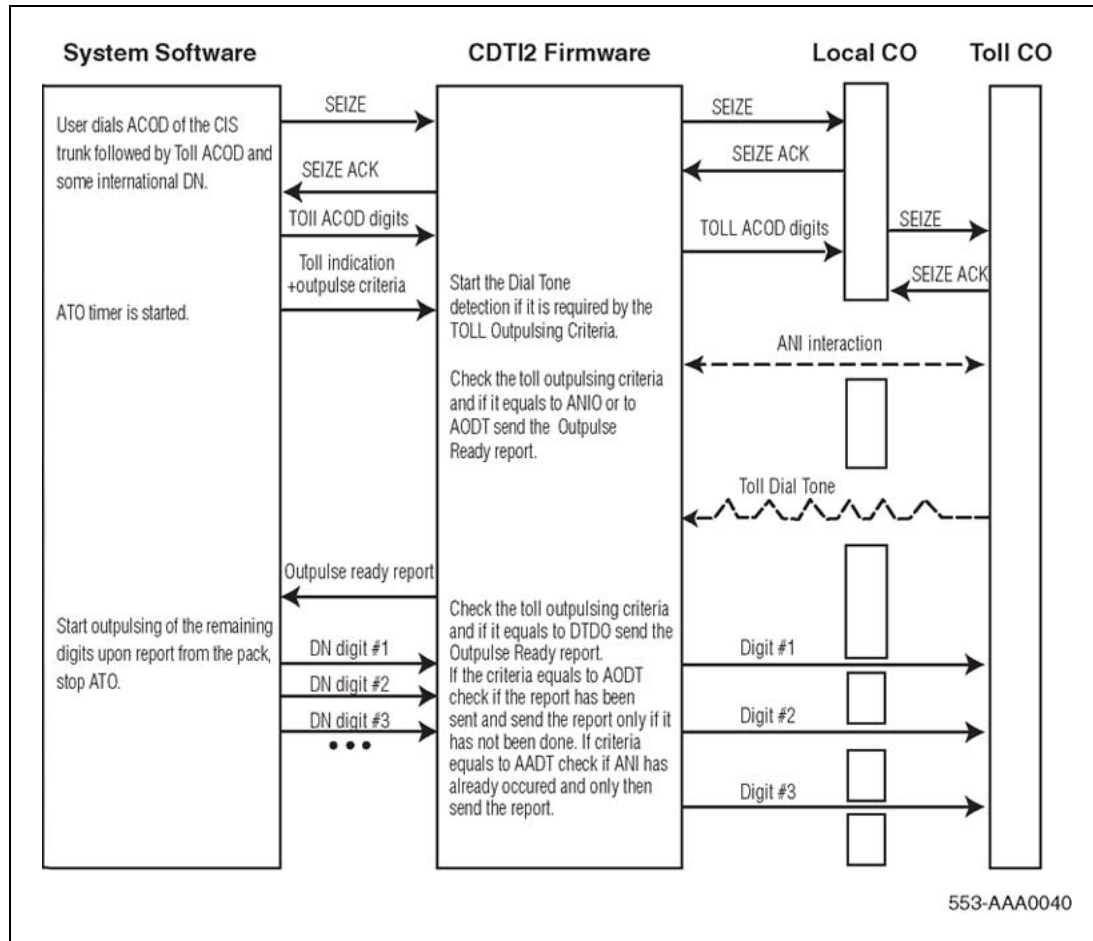 System Software
CDTI2 Firmware
Local CO
Toll CO
User dials ACOD of the CIS
trunk followed by Toll ACOD and
some international DN.
SEIZE
SEIZE
SEIZE ACK
SEIZE ACK
TOll ACOD digits
TOLL ACOD digits
SEIZE
SEIZE ACK
Toll indication
+outpulse criteria
ATO timer is started.
Start the Dial Tone
detection if it is required by the
TOLL Outpulsing Criteria.
ANI interaction
Check the toll outpulsing criteria
and if it equals to ANIO or to
AODT send the Outpulse
Ready report.
Toll Dial Tone
Outpulse ready report
Start outpulsing of the remaining
digits upon report from the pack,
stop ATO.
DN digit #1
DN digit #2
DN digit #3
Check the toll outpulsing criteria
and if it equals to DTDO send the
Outpulse Ready report.
If the criteria equals to AODT
check if the report has been
sent and send the report only if it
has not been done. If criteria
equals to AADT check if ANI has
already occured and only then
send the report.
Digit #1
Digit #2
Digit #3
553-AAA0040